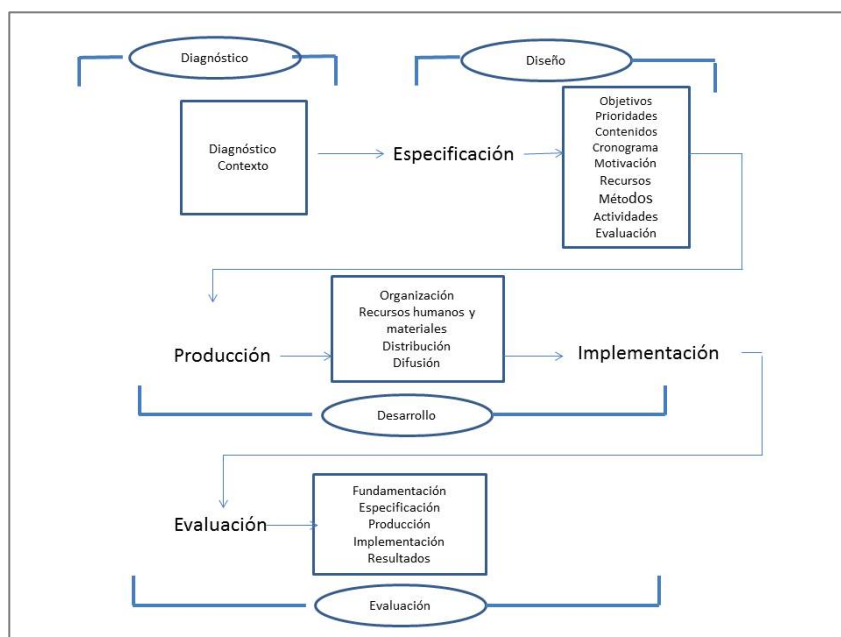 Diagnóstico
Diseño
Diagnóstico
Contexto
Especificación
Objetivos
Prioridades
Contenidos
Cronograma
Motivación
Recursos
Métodos
Actividades
Evaluación
Producción
Organización
Recursos humanos y
materiales
Distribución
Difusión
Implementación
Desarrollo
Evaluación
Fundamentación
Especificación
Producción
Implementación
Resultados
Evaluación